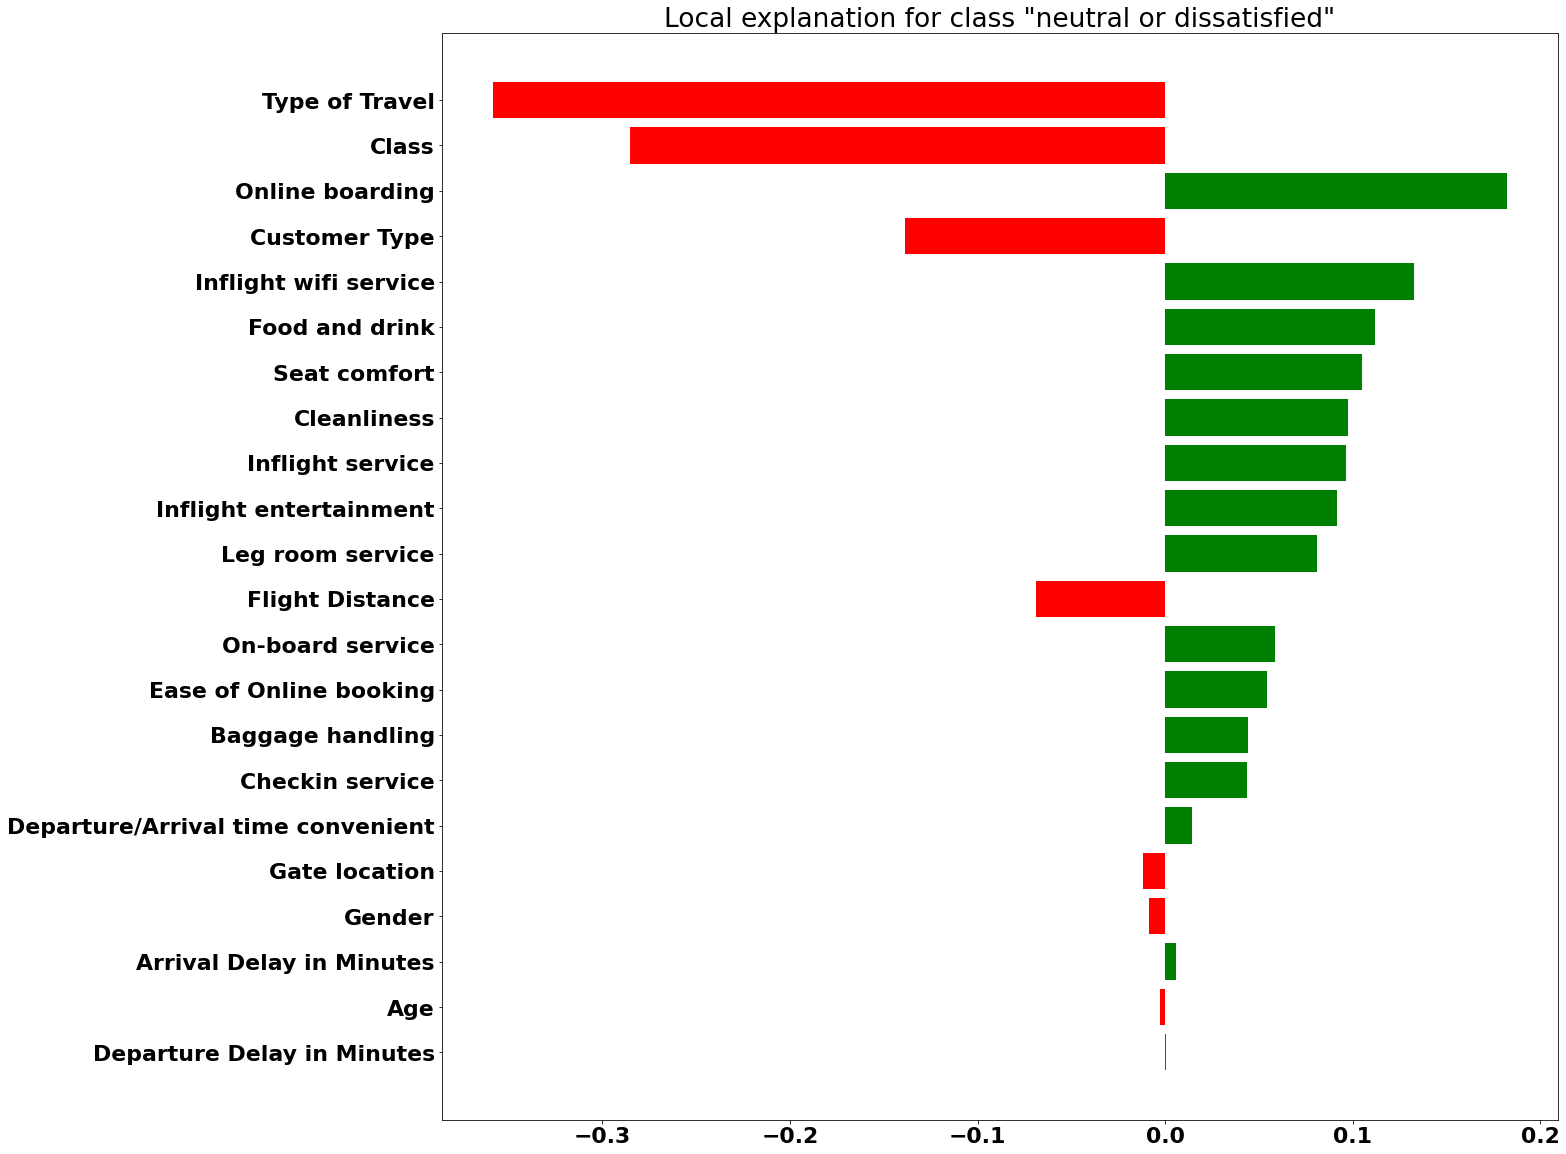 Local explanation for class "neutral or dissatisfied"
Type of Travel
Class
Online boarding
Customer Type
Inflight wifi service
Food and drink
Seat comfort
Cleanliness
Inflight service
Inflight entertainment
Leg room service
Flight Distance
On-board service
Ease of Online booking
Baggage handling
Checkin service
Departure/Arrival time convenient
Gate location
Gender
Arrival Delay in Minutes
Age
Departure Delay in Minutes
−0.3 −0.2 −0.1 0.0 0.1 0.2